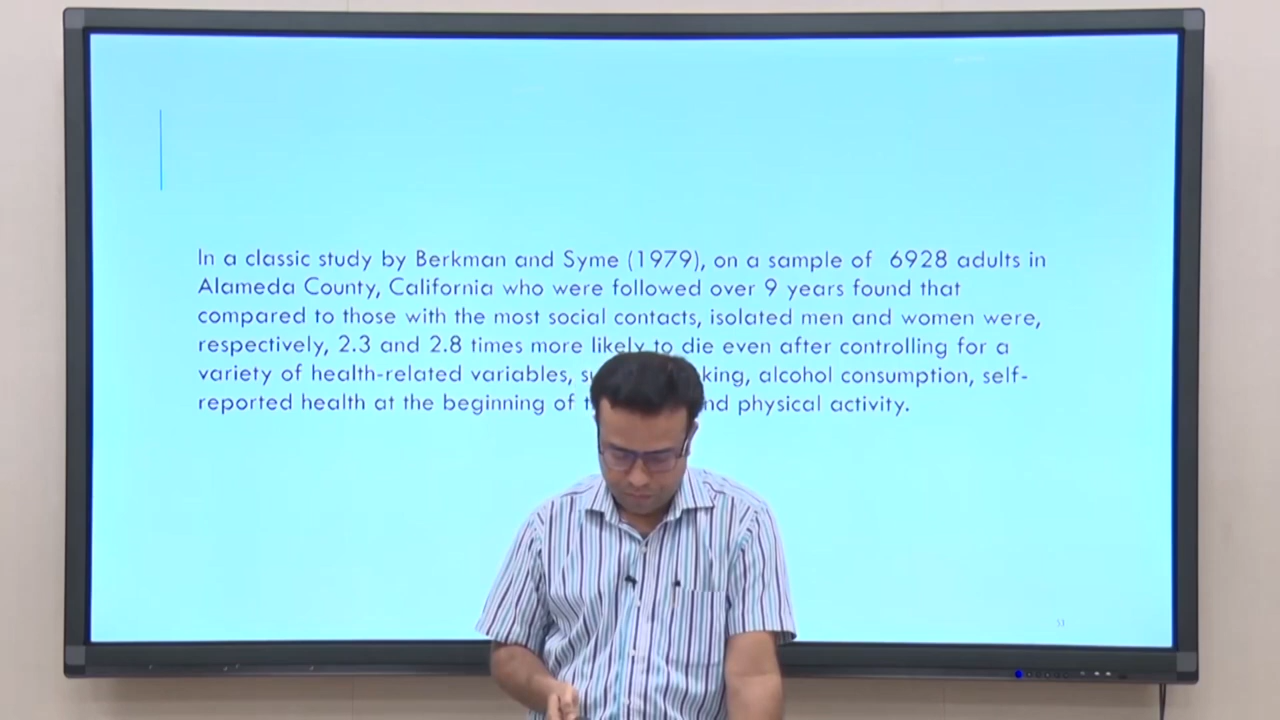 In a classic study by Berkman and Syme (1979), on a sample of 6928 adults in
Alameda County, California who were followed over 9 years found that
compared to those with the most social contacts, isolated men and women were,
respectively, 2.3 and 2.8 times more likely to die even after controlling for a
variety of health-related variables, alcohol consumption, self-
reported health at the beginning of physical activity.
51